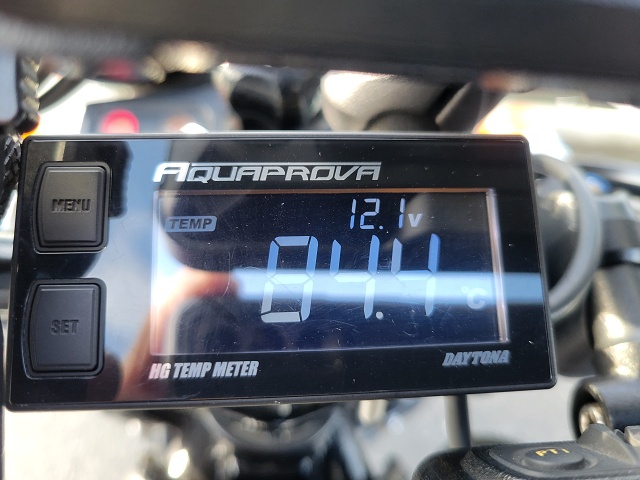 AQUAPROVA
MENU
TEMP
12.1v
84.4
°C
SET
HG TEMP METER
DAYTONA